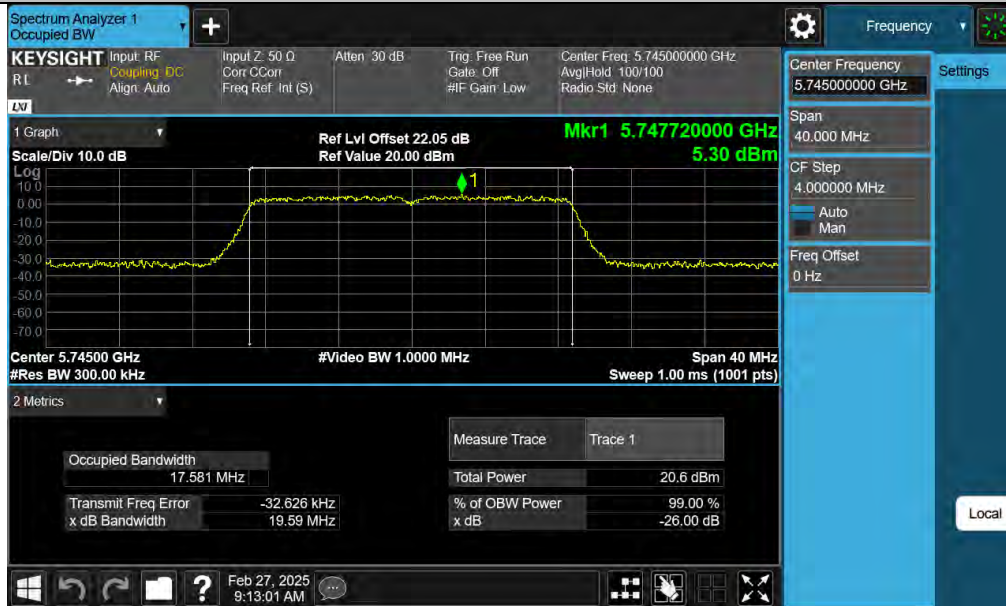 Spectrum Analyzer 1
Occupied BW
+
Frequency
KEYSIGHT Input: RF Input Z: 50 Ω Atten: 30 dB Trig: Free Run Center Freq: 5.745000000 GHz
RL Coupling: DC Corr CCorr Gate: Off Avg|Hold: 100/100
Align: Auto Freq Ref: Int (S) #IF Gain: Low Radio Std: None
LXI
Center Frequency
5.745000000 GHz
Settings
Span
40.000 MHz
CF Step
4.000000 MHz
Auto
Man
Freq Offset
0 Hz
1 Graph
Ref Lvl Offset 22.05 dB Mkr1 5.747720000 GHz
Scale/Div 10.0 dB Ref Value 20.00 dBm 5.30 dBm
Log
1
10.0
0.00
-10.0
-20.0
-30.0
-40.0
-50.0
-60.0
-70.0
Center 5.74500 GHz #Video BW 1.0000 MHz Span 40 MHz
#Res BW 300.00 kHz Sweep 1.00 ms (1001 pts)
2 Metrics
Measure Trace Trace 1
Occupied Bandwidth
17.581 MHz Total Power 20.6 dBm
Transmit Freq Error -32.626 kHz % of OBW Power 99.00 %
x dB Bandwidth 19.59 MHz x dB -26.00 dB
Local
?
Feb 27, 2025
9:13:01 AM